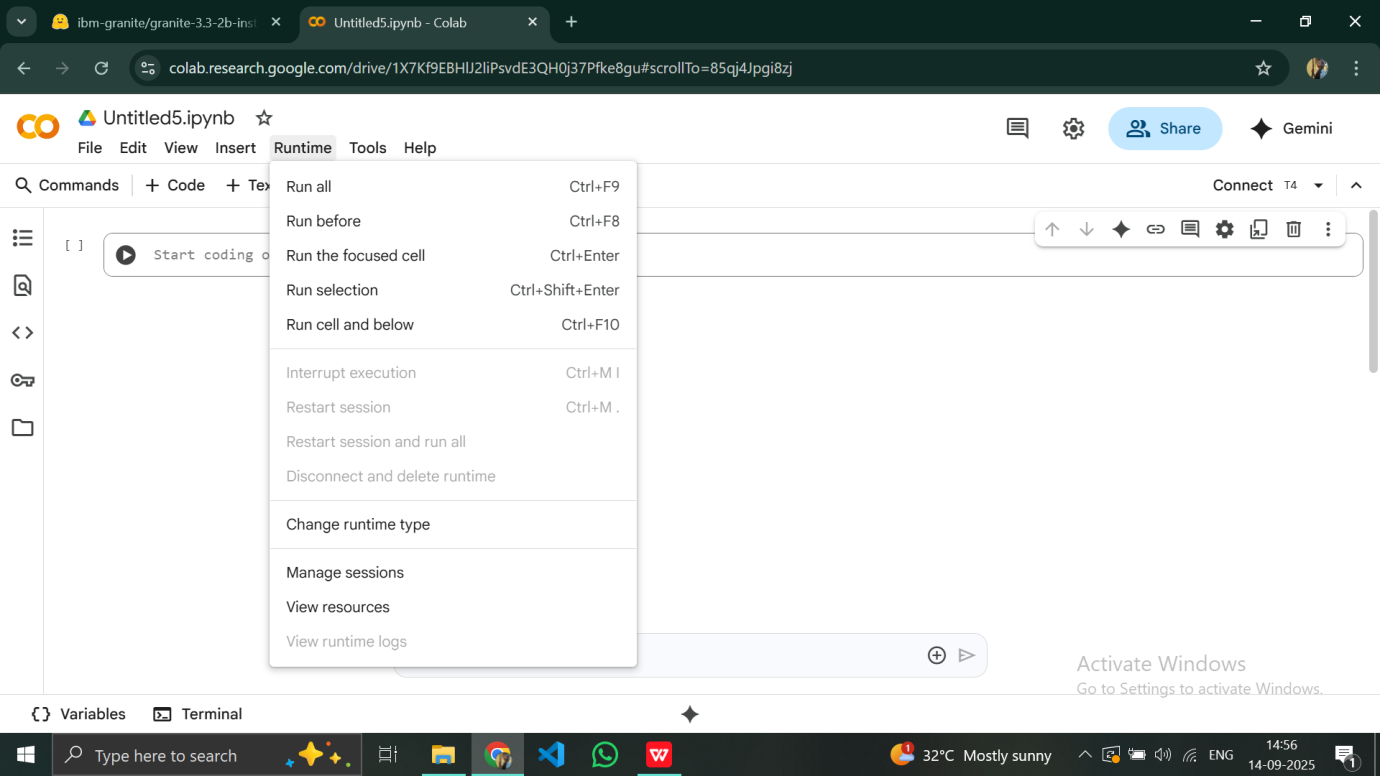 ibm-granite/granite-3.3-2b-inst
Untitled5.ipynb - Colab
colab.research.google.com/drive/1X7Kf9EBHlJ2liPsvdE3QH0j37Pfke8gu#scrollTo=85qj4Jpgi8zj
CO
Untitled5.ipynb
Share
Gemini
File Edit View Insert Runtime Tools Help
Commands + Code + Tex
Connect T4
Run all Ctrl+F9
Run before Ctrl+F8
Run the focused cell Ctrl+Enter
Run selection Ctrl+Shift+Enter
Run cell and below Ctrl+F10
Interrupt execution Ctrl+M I
Restart session Ctrl+M .
Restart session and run all
Disconnect and delete runtime
Change runtime type
Manage sessions
View resources
View runtime logs
[ ]
Start coding o
Activate Windows
Go to Settings to activate Windows.
{} Variables
Terminal
Type here to search
1
32°C Mostly sunny
ENG
14:56
14-09-2025
1